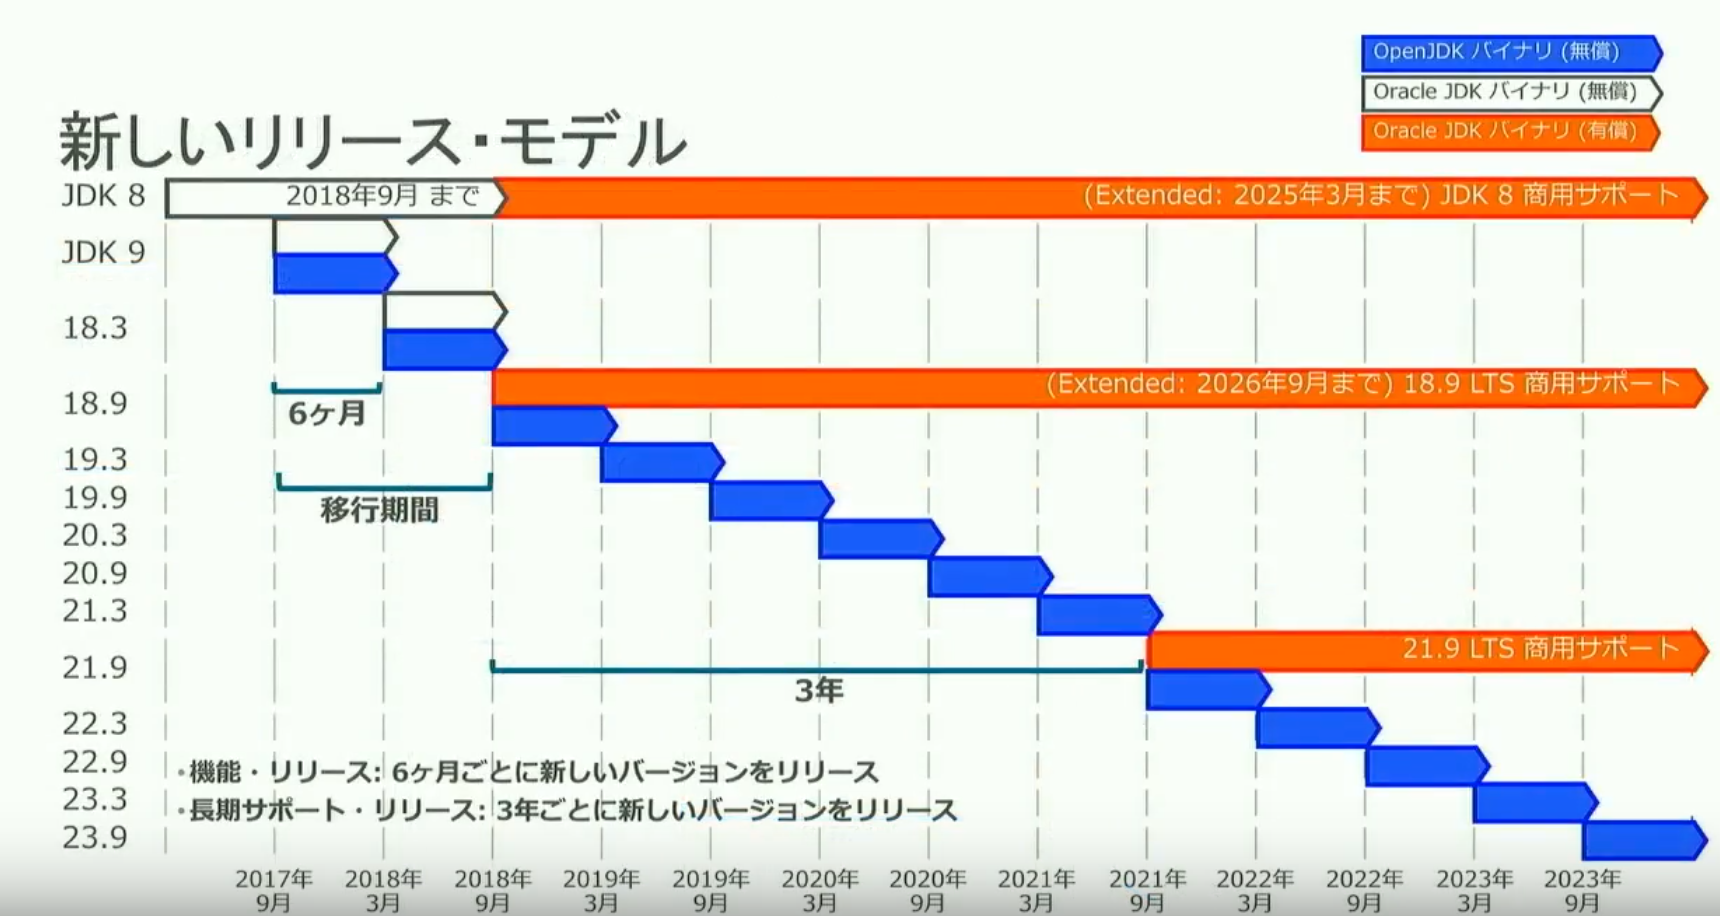 OpenJDK バイナリ (無償)
Oracle JDK バイナリ (無償)
Oracle JDK バイナリ (有償)
新しいリリース・モデル
JDK 8
2018年9月 まで
(Extended: 2025年3月まで) JDK 8 商用サポート
JDK 9
18.3
18.9
(Extended: 2026年9月まで) 18.9 LTS 商用サポート
6ヶ月
19.3
移行期間
19.9
20.3
20.9
21.3
21.9
21.9 LTS 商用サポート
3年
22.3
22.9
23.3
23.9
・機能・リリース: 6ヶ月ごとに新しいバージョンをリリース
・長期サポート・リリース: 3年ごとに新しいバージョンをリリース
2017年
9月
2018年
3月
2018年
9月
2019年
3月
2019年
9月
2020年
3月
2020年
9月
2021年
3月
2021年
9月
2022年
3月
2022年
9月
2023年
3月
2023年
9月